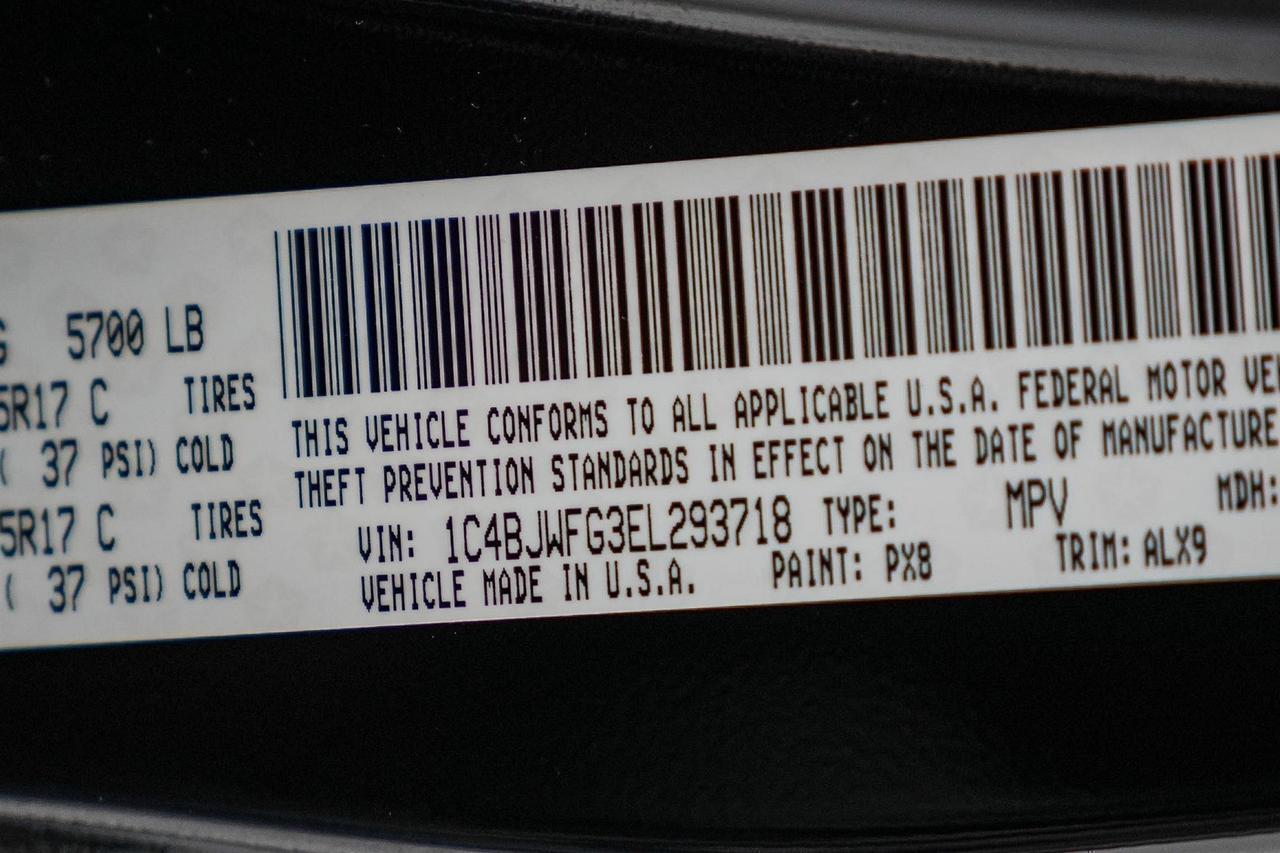 5700 LB
5R17 C TIRES
( 37 PSI) COLD
5R17 C TIRES
( 37 PSI) COLD
THIS VEHICLE CONFORMS TO ALL APPLICABLE U.S.A. FEDERAL MOTOR VE
THEFT PREVENTION STANDARDS IN EFFECT ON THE DATE OF MANUFACTURE
VIN: 1C4BJWFG3EL293718 TYPE: MPV MDH:
VEHICLE MADE IN U.S.A. PAINT: PX8 TRIM: ALX9